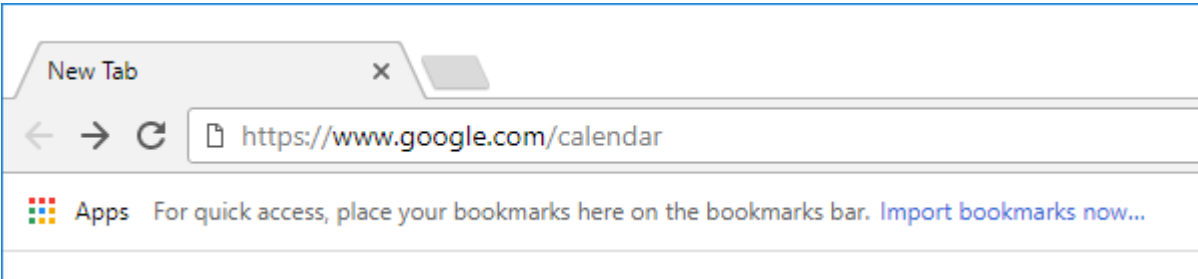 New Tab
https://www.google.com/calendar
Apps For quick access, place your bookmarks here on the bookmarks bar. Import bookmarks now...